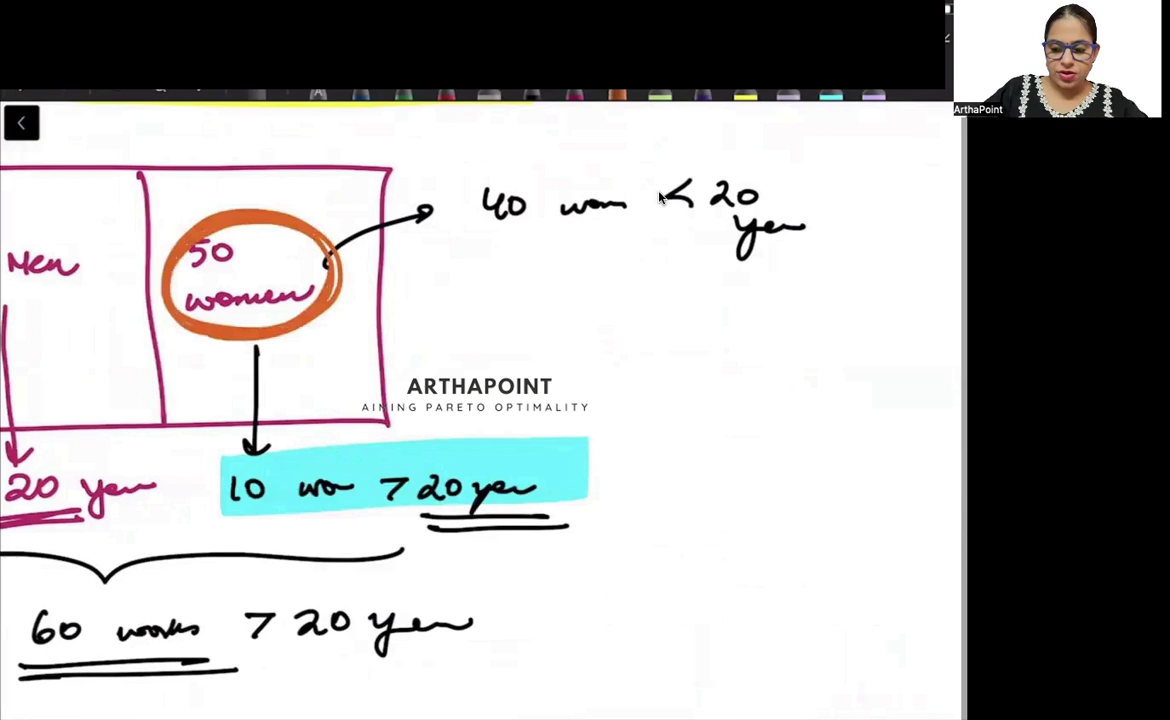 ArthaPoint
40 wom < 20
yen
Men
50
women
ARTHAPOINT
AIMING PARETO OPTIMALITY
20 yen
10 wom > 20 yen
60 works > 20 yen